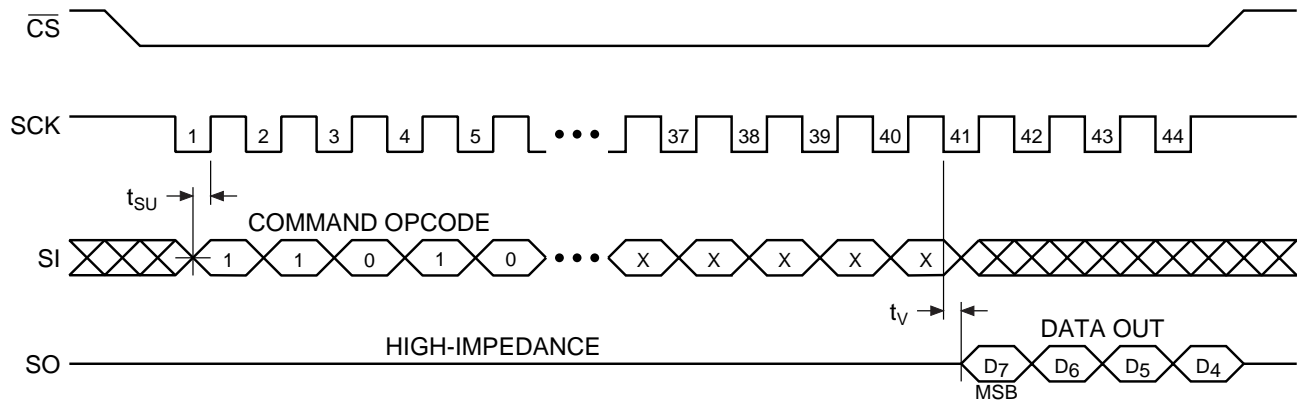 CS
SCK 1 2 3 4 5 37 38 39 40 41 42 43 44
tSU
COMMAND OPCODE
SI 1 1 0 1 0 X X X X X
tV
DATA OUT
HIGH-IMPEDANCE
SO D7 D6 D5 D4
MSB